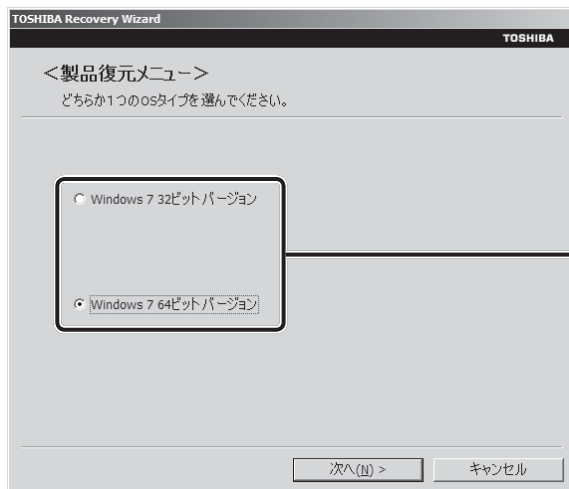 TOSHIBA Recovery Wizard
TOSHIBA
＜製品復元メニュー＞
どちらか1つのOSタイプを選んでください。
Windows 7 32ビットバージョン
Windows 7 64ビットバージョン
次へ(N) >
キャンセル